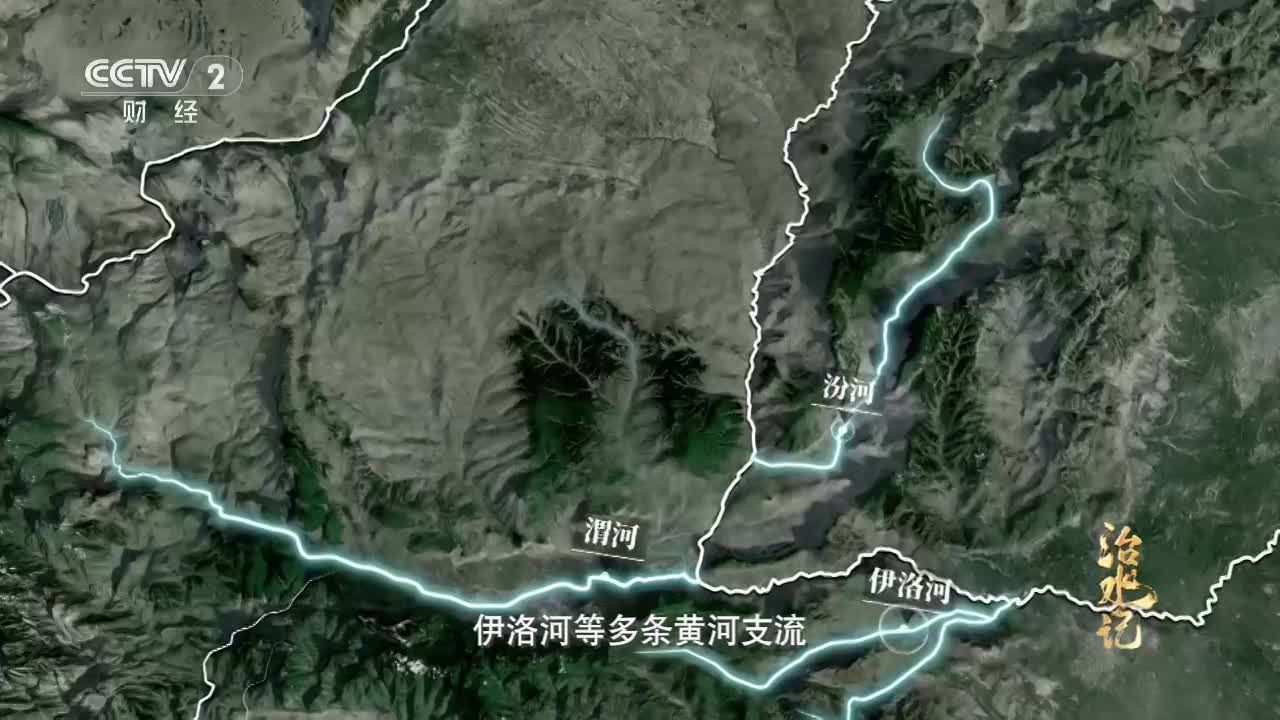 CCTV 2
财 经
汾河
渭河
伊洛河
治水记
伊洛河等多条黄河支流